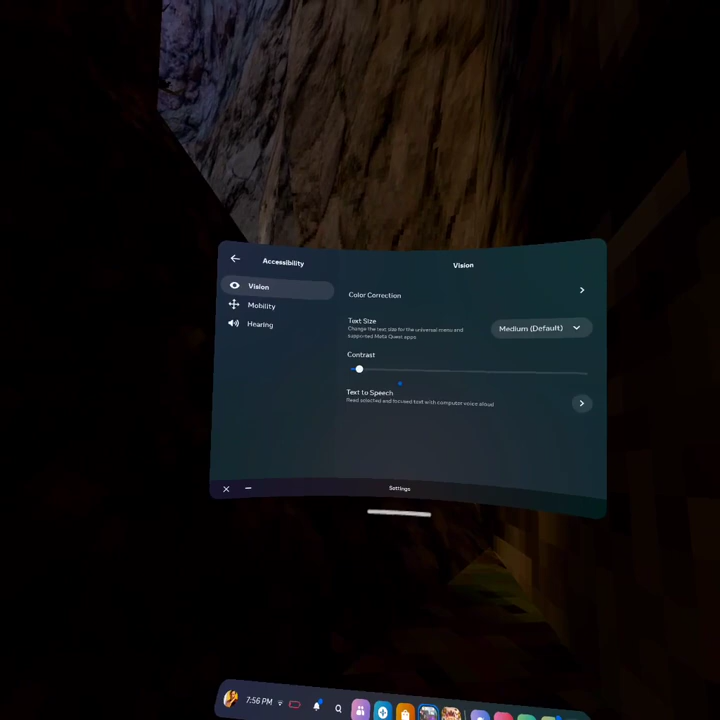 Accessibility
Vision
Mobility
Hearing
Vision
Color Correction
Text Size
Change the text size for the universal menu and
supported Meta Quest apps
Medium (Default)
Contrast
Text to Speech
Read selected and focused text with computer voice aloud
Settings
7:56 PM